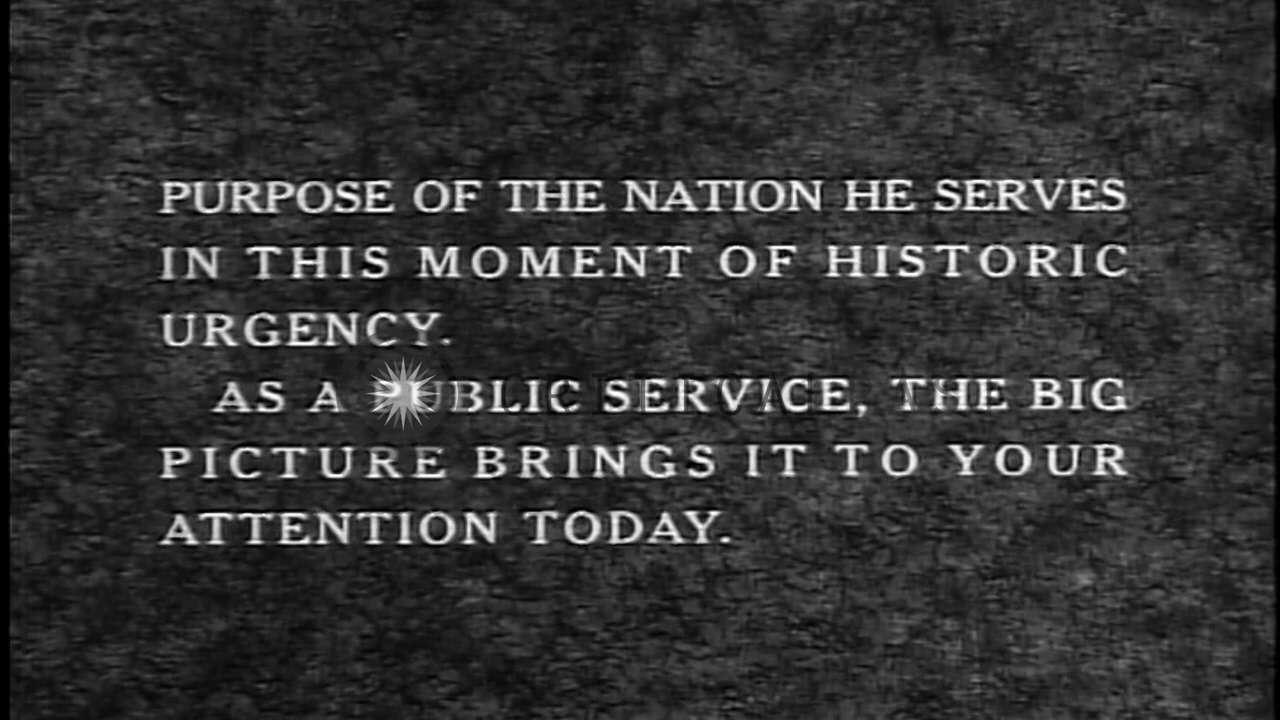 PURPOSE OF THE NATION HE SERVES
IN THIS MOMENT OF HISTORIC
URGENCY.
AS A PUBLIC SERVICE, THE BIG
PICTURE BRINGS IT TO YOUR
ATTENTION TODAY.